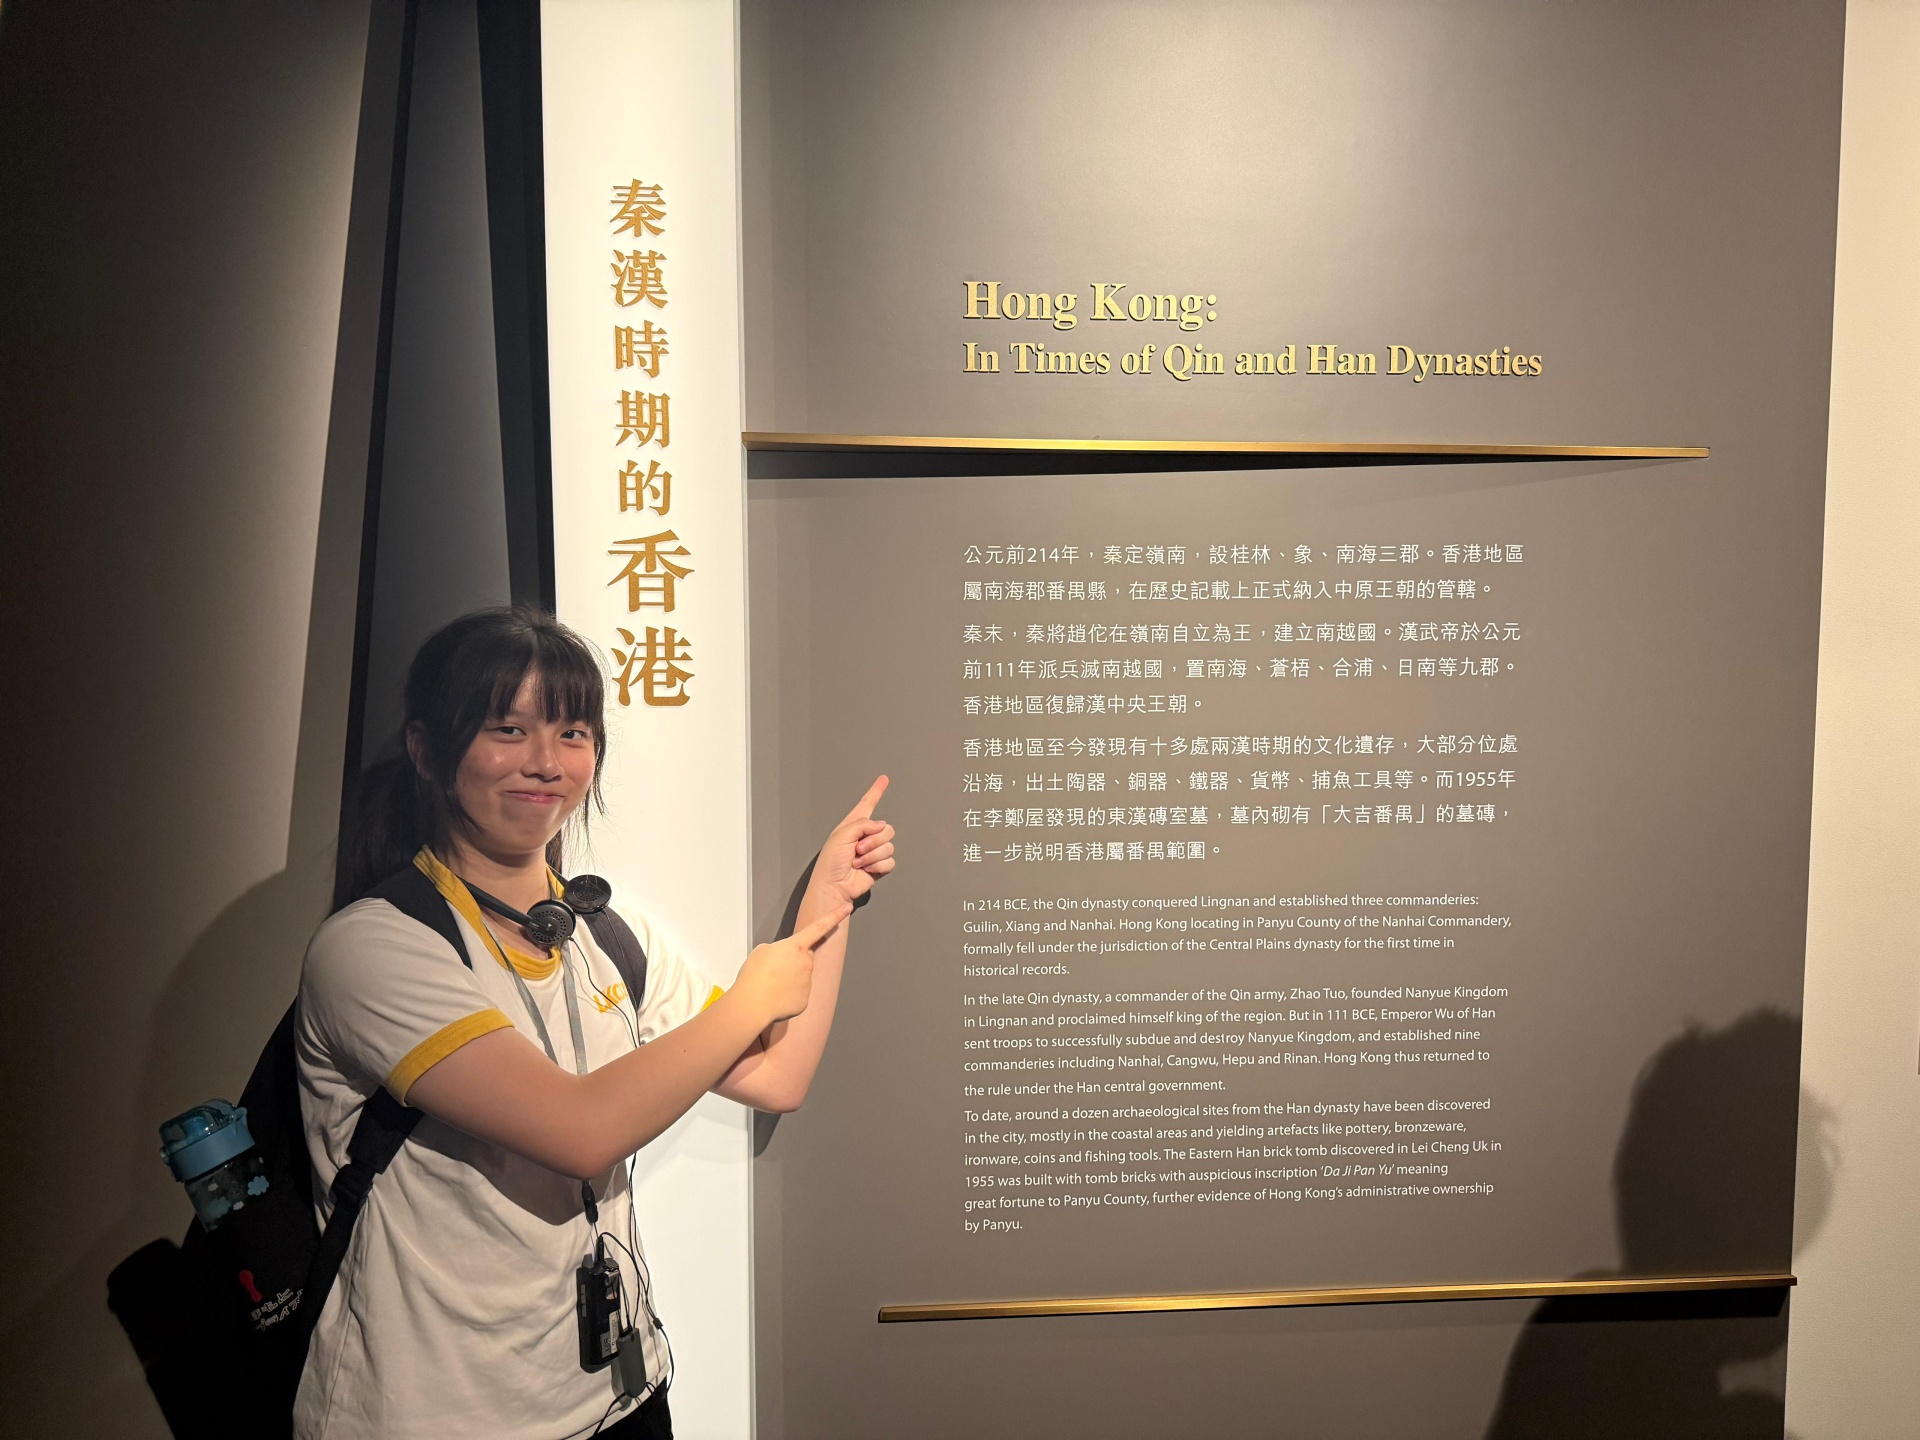 秦漢時期的香港
Hong Kong:
In Times of Qin and Han Dynasties
公元前214年，秦定嶺南，設桂林、象、南海三郡。香港地區
屬南海郡番禺縣，在歷史記載上正式納入中原王朝的管轄。
秦末，秦將趙佗在嶺南自立為王，建立南越國。漢武帝於公元
前111年派兵滅南越國，置南海、蒼梧、合浦、日南等九郡。
香港地區復歸漢中央王朝。
香港地區至今發現有十多處兩漢時期的文化遺存，大部分位處
沿海，出土陶器、銅器、鐵器、貨幣、捕魚工具等。而1955年
在李鄭屋發現的東漢磚室墓，墓內砌有「大吉番禺」的墓磚，
進一步説明香港屬番禺範圍。
In 214 BCE, the Qin dynasty conquered Lingnan and established three commanderies:
Guilin, Xiang and Nanhai. Hong Kong locating in Panyu County of the Nanhai Commandery,
formally fell under the jurisdiction of the Central Plains dynasty for the first time in
historical records.
In the late Qin dynasty, a commander of the Qin army, Zhao Tuo, founded Nanyue Kingdom
in Lingnan and proclaimed himself king of the region. But in 111 BCE, Emperor Wu of Han
sent troops to successfully subdue and destroy Nanyue Kingdom, and established nine
commanderies including Nanhai, Cangwu, Hepu and Rinan. Hong Kong thus returned to
the rule under the Han central government.
To date, around a dozen archaeological sites from the Han dynasty have been discovered
in the city, mostly in the coastal areas and yielding artefacts like pottery, bronzeware,
ironware, coins and fishing tools. The Eastern Han brick tomb discovered in Lei Cheng Uk in
1955 was built with tomb bricks with auspicious inscription 'Da Ji Pan Yu' meaning
great fortune to Panyu County, further evidence of Hong Kong's administrative ownership
by Panyu.